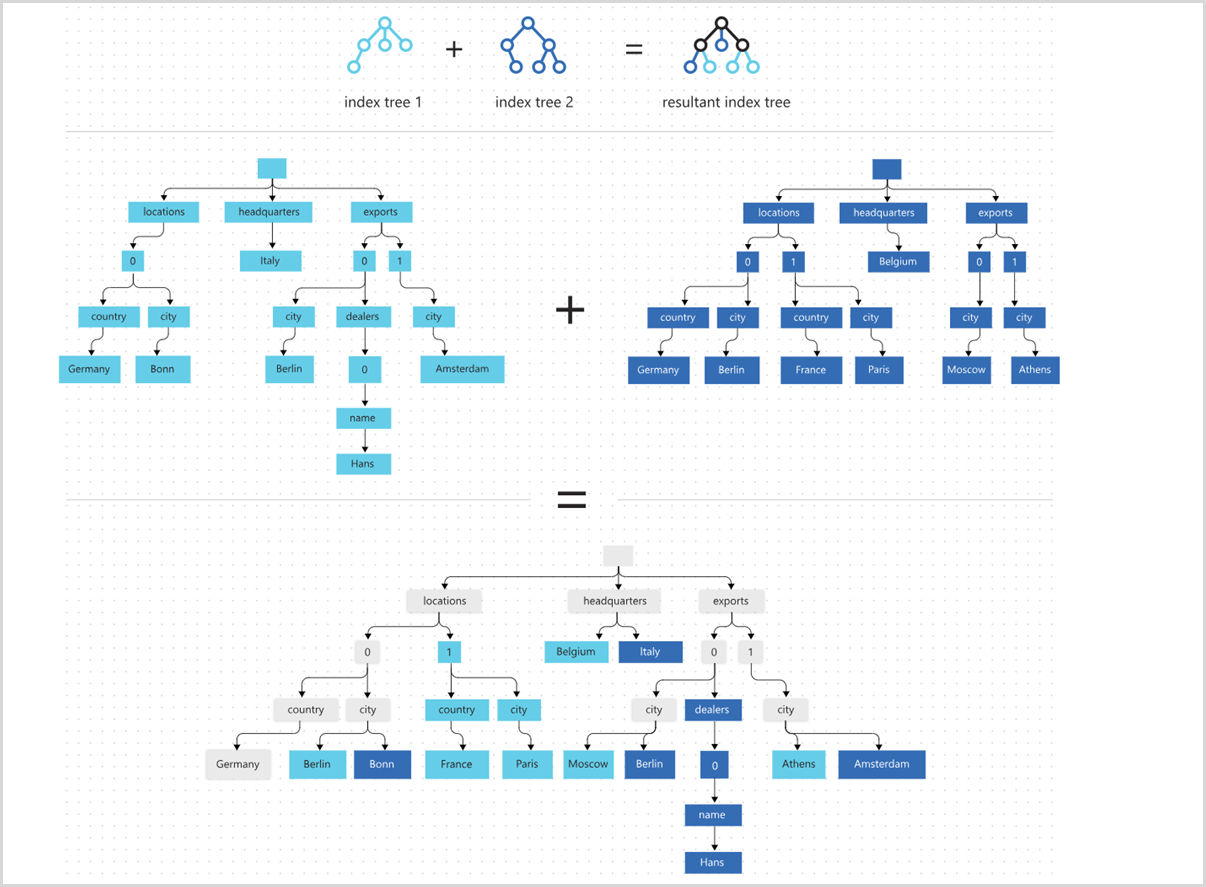 + =
index tree 1 index tree 2 resultant index tree
locations headquarters exports
0 Italy 0 1
country city city dealers city
Germany Bonn Berlin 0 Amsterdam
name
Hans
+
locations headquarters exports
0 1 Belgium 0 1
country city country city city city
Germany Berlin France Paris Moscow Athens
=
locations headquarters exports
0 1 Belgium Italy 0 1
country city country city city dealers city
Germany Berlin Bonn France Paris Moscow Berlin 0 Athens Amsterdam
name
Hans